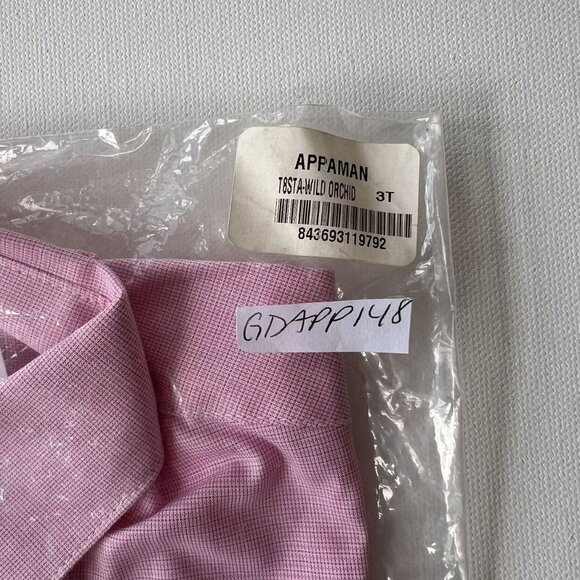 APPAMAN
T8STA-WILD ORCHID 3T
843693119792
GDAPP148